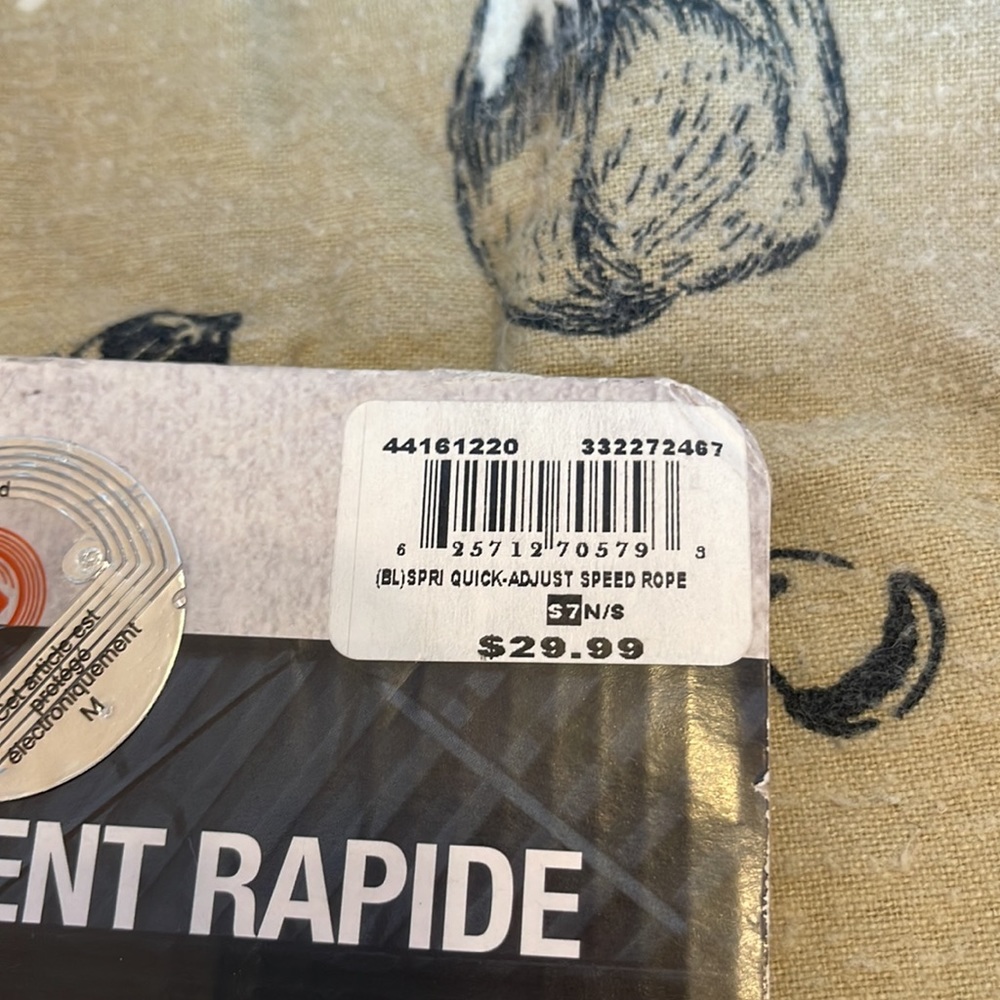 44161220 332272467
6 25712 70579 3
(BL)SPRI QUICK-ADJUST SPEED ROPE
S7N/S
$29.99
d
Cet article est
protégé
électroniquement
M
ENT RAPIDE